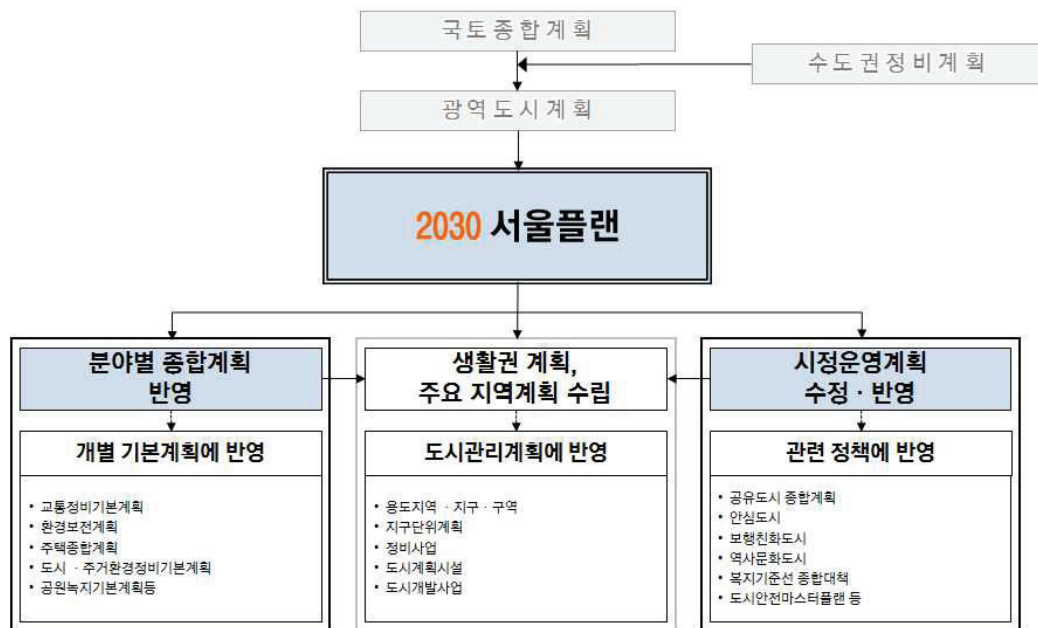 국토종합계획
수도권정비계획
광역도시계획
2030 서울플랜
분야별 종합계획
반영
생활권 계획,
주요 지역계획 수립
시정운영계획
수정 · 반영
개별 기본계획에 반영
• 교통정비기본계획
• 환경보전계획
• 주택종합계획
• 도시 · 주거환경정비기본계획
• 공원녹지기본계획등
도시관리계획에 반영
• 용도지역 · 지구 · 구역
• 지구단위계획
• 정비사업
• 도시계획시설
• 도시개발사업
관련 정책에 반영
• 공유도시 종합계획
• 안심도시
• 보행친화도시
• 역사문화도시
• 복지기준선 종합대책
• 도시안전마스터플랜 등